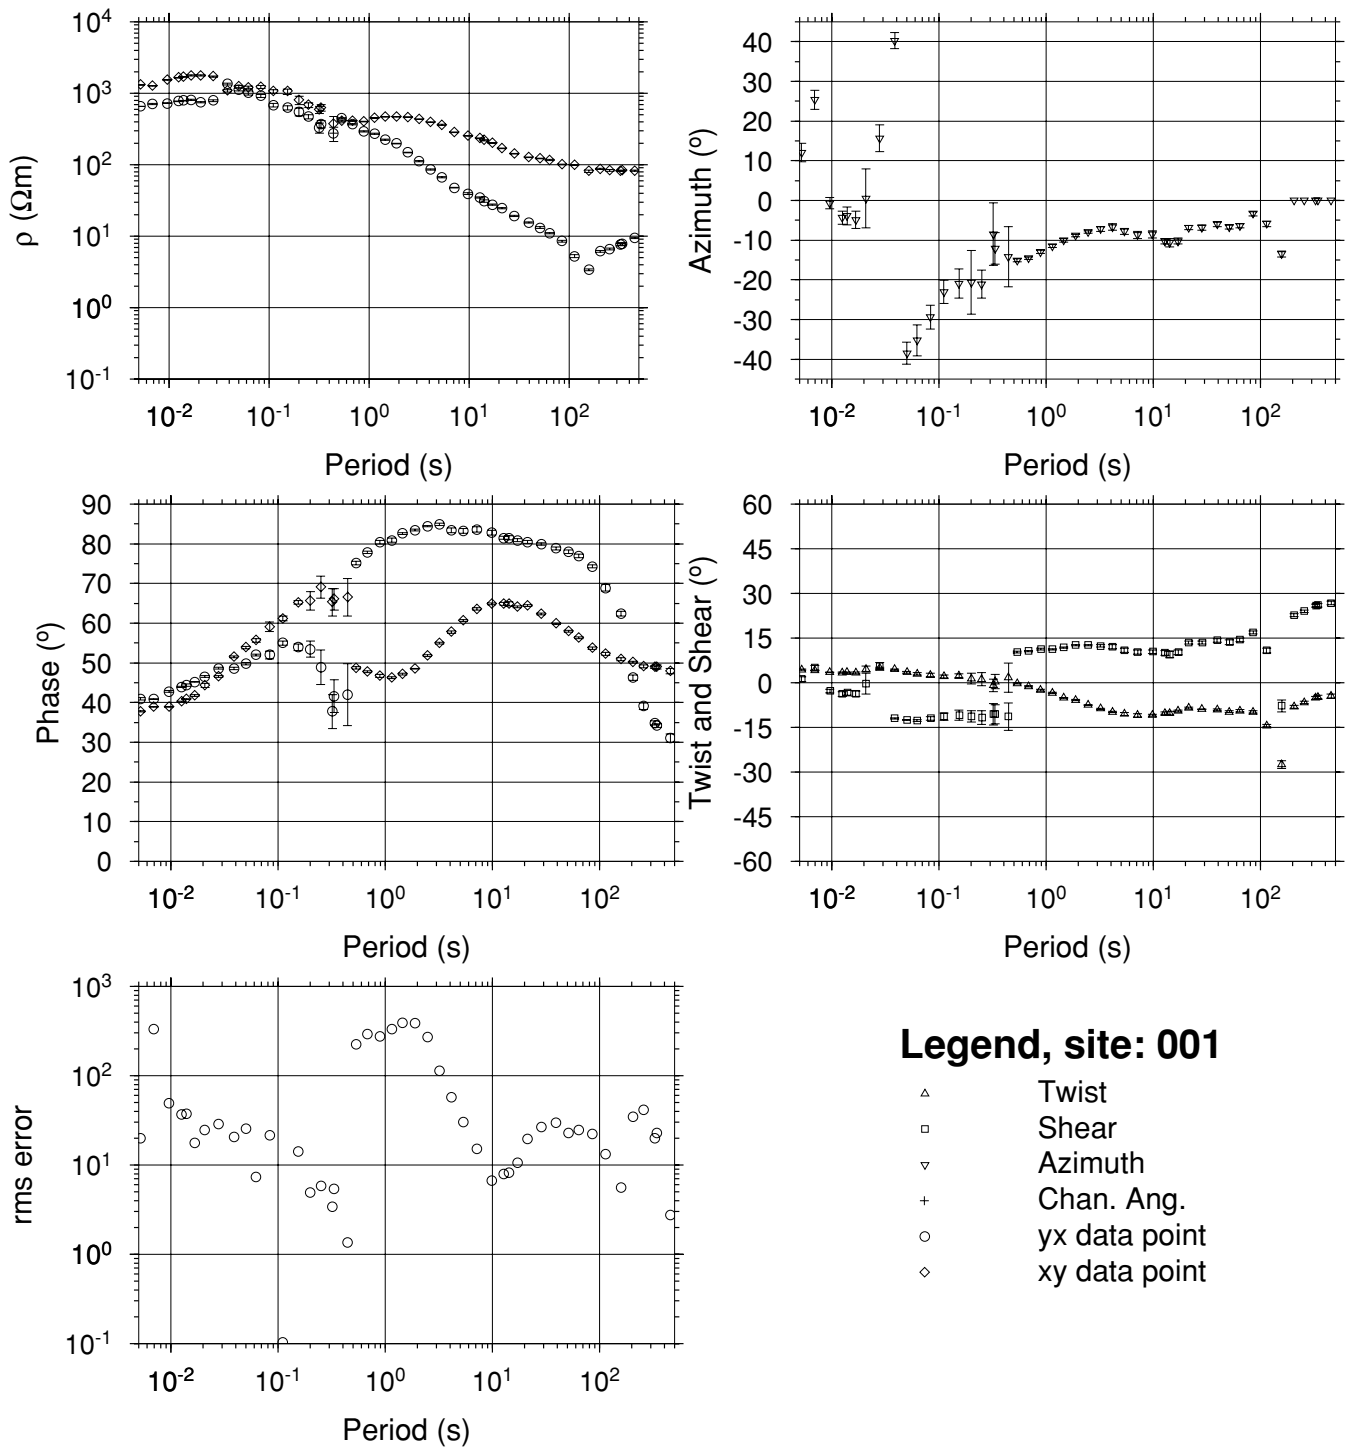 10⁴
10³
10²
10¹
10⁰
10⁻¹
ρ (Ωm)
10⁻² 10⁻¹ 10⁰ 10¹ 10²
Period (s)
40
30
20
10
0
-10
-20
-30
-40
Azimuth (º)
10⁻² 10⁻¹ 10⁰ 10¹ 10²
Period (s)
90
80
70
60
50
40
30
20
10
0
Phase (º)
10⁻² 10⁻¹ 10⁰ 10¹ 10²
Period (s)
60
45
30
15
0
-15
-30
-45
-60
Twist and Shear (º)
10⁻² 10⁻¹ 10⁰ 10¹ 10²
Period (s)
10³
10²
10¹
10⁰
10⁻¹
rms error
10⁻² 10⁻¹ 10⁰ 10¹ 10²
Period (s)
Legend, site: 001
Twist
Shear
Azimuth
Chan. Ang.
yx data point
xy data point